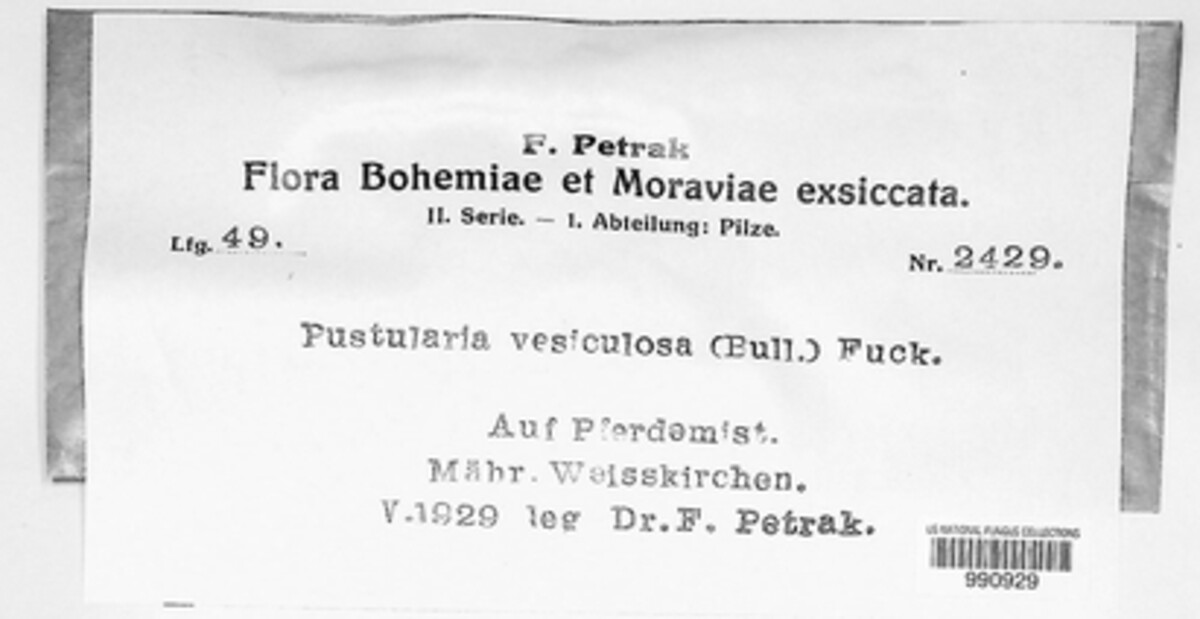 F. Petrak
Flora Bohemiae et Moraviae exsiccata.
II. Serie. — I. Abteilung: Pilze.
Lfg. 49.
Nr. 2429.
Pustularia vesiculosa (Bull.) Fuck.
Auf Pferdemist.
Mähr. Weisskirchen.
V.1929 leg Dr.F. Petrak.
US NATIONAL FUNGUS COLLECTIONS
990929